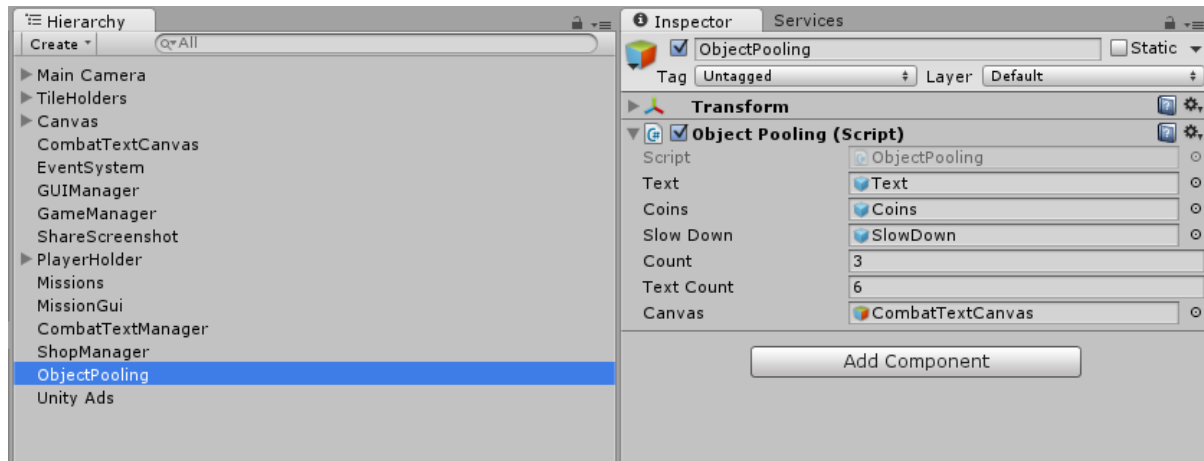 Hierarchy
Create
All
Main Camera
TileHolders
Canvas
CombatTextCanvas
EventSystem
GUIManager
GameManager
ShareScreenshot
PlayerHolder
Missions
MissionGui
CombatTextManager
ShopManager
ObjectPooling
Unity Ads
Inspector Services
ObjectPooling Static
Tag Untagged Layer Default
Transform
Object Pooling (Script)
Script ObjectPooling
Text Text
Coins Coins
Slow Down SlowDown
Count 3
Text Count 6
Canvas CombatTextCanvas
Add Component